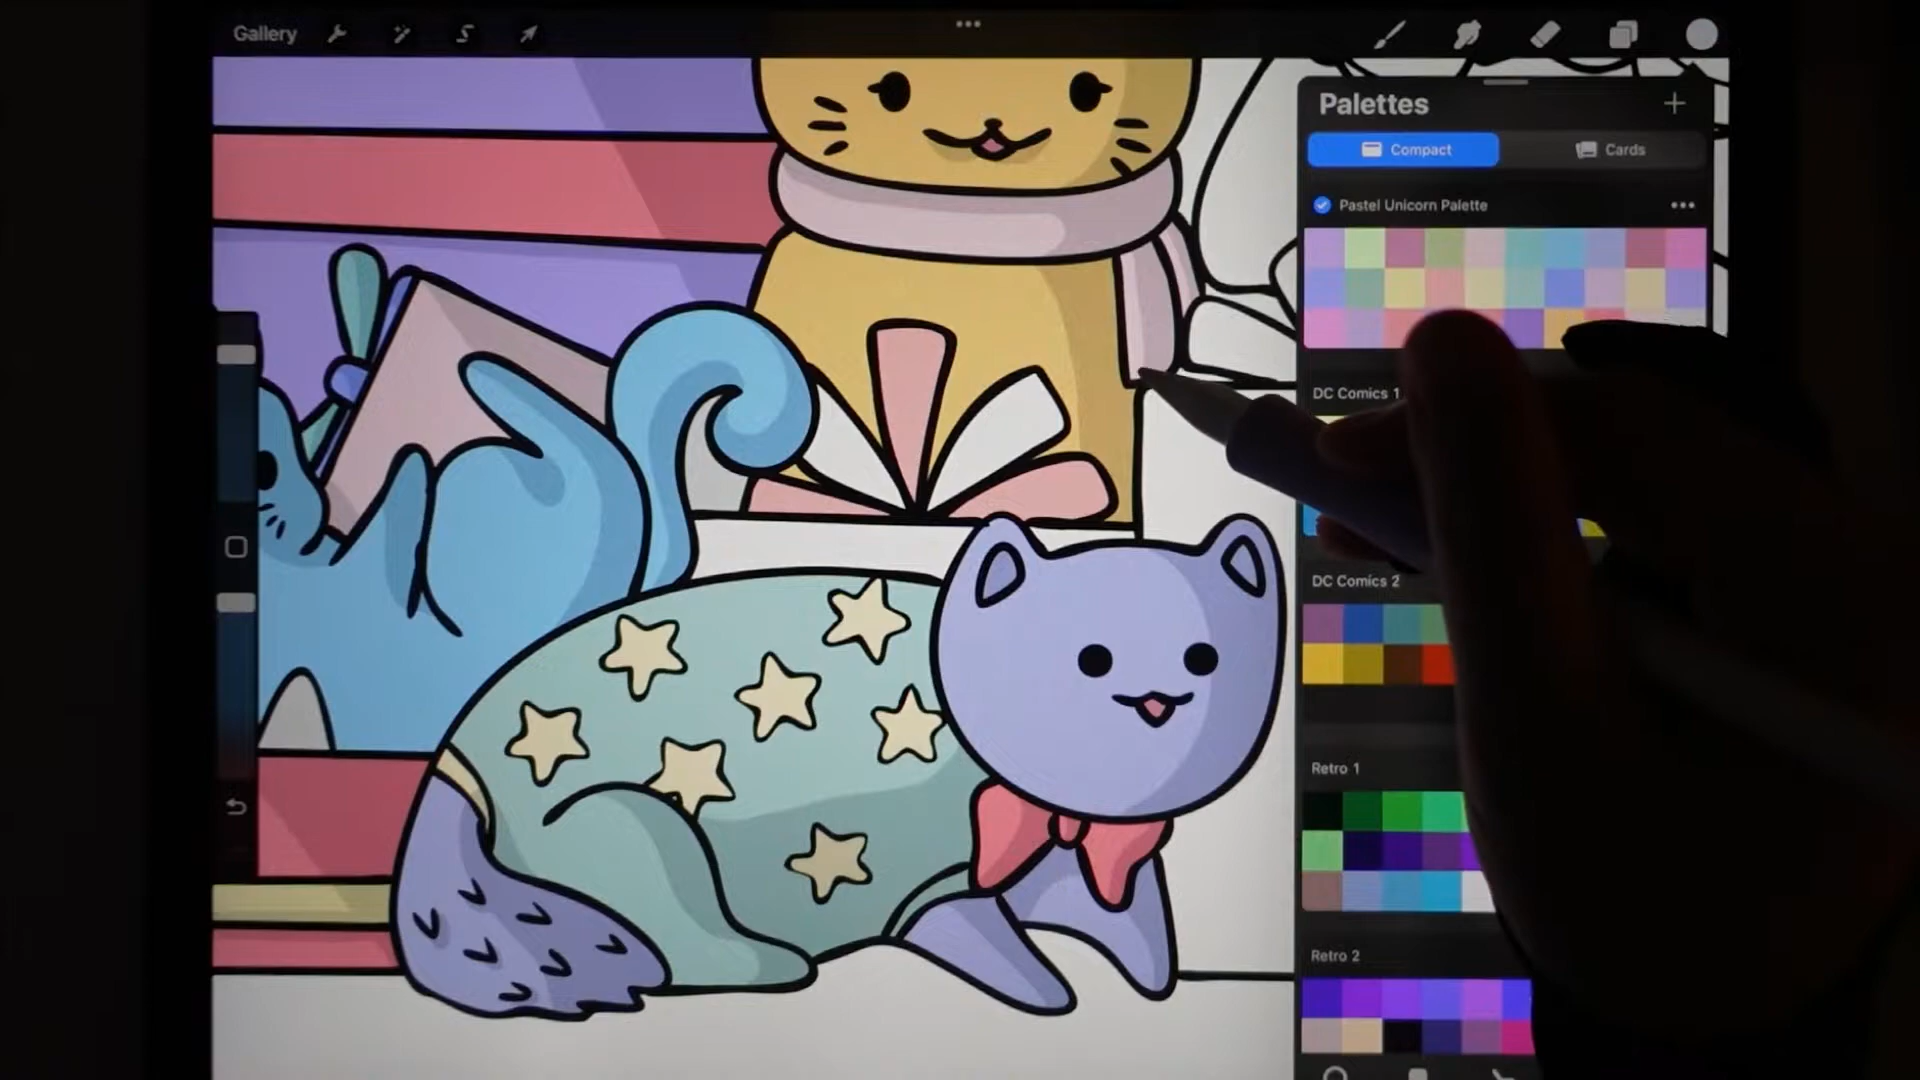 Gallery
Palettes
Compact
Cards
Pastel Unicorn Palette
DC Comics 1
DC Comics 2
Retro 1
Retro 2